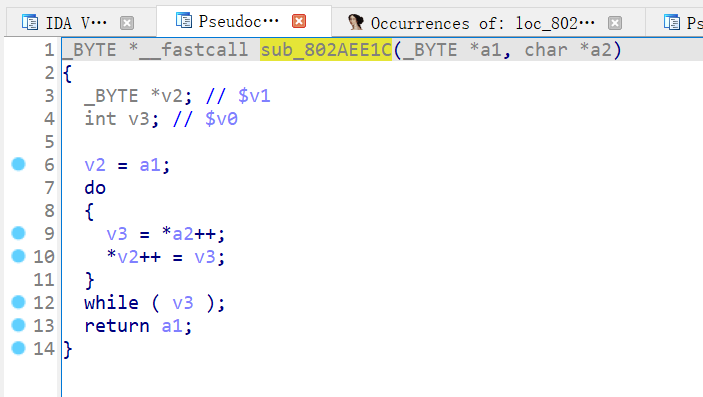 IDA V··· Pseudoc··· Occurrences of: loc_802··· Ps
1 _BYTE *__fastcall sub_802AEE1C(_BYTE *a1, char *a2)
2 {
3 _BYTE *v2; // $v1
4 int v3; // $v0
5
6 v2 = a1;
7 do
8 {
9 v3 = *a2++;
10 *v2++ = v3;
11 }
12 while ( v3 );
13 return a1;
14 }